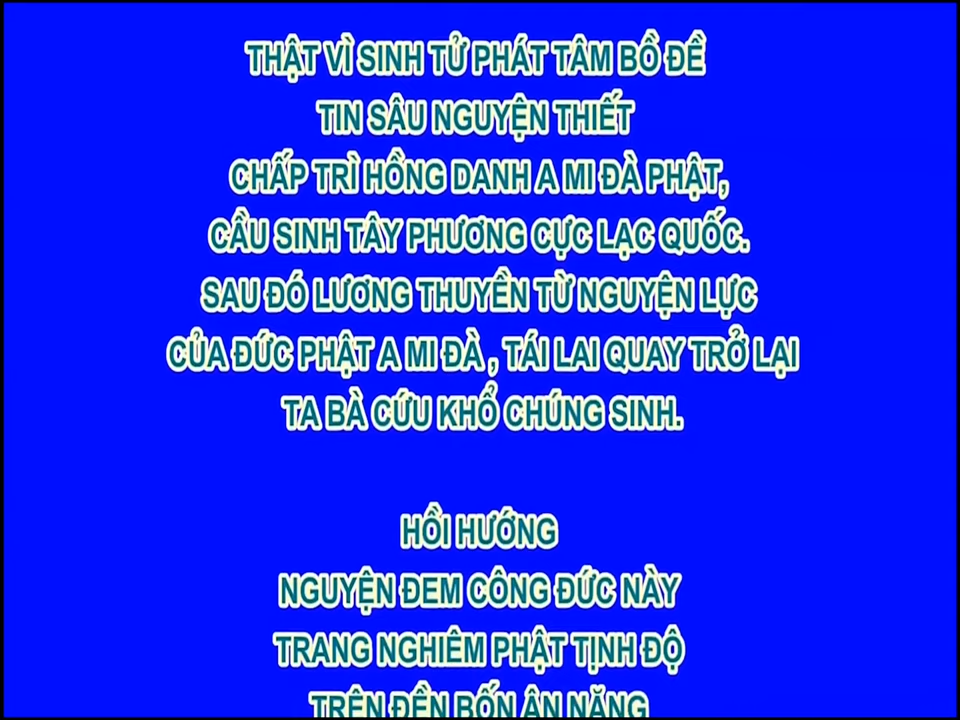 THẬT VÌ SINH TỬ PHÁT TÂM BỒ ĐỀ
TIN SÂU NGUYỆN THIẾT
CHẤP TRÌ HỒNG DANH A MI ĐÀ PHẬT,
CẦU SINH TÂY PHƯƠNG CỰC LẠC QUỐC.
SAU ĐÓ LƯƠNG THUYỀN TỪ NGUYỆN LỰC
CỦA ĐỨC PHẬT A MI ĐÀ , TÁI LAI QUAY TRỞ LẠI
TA BÀ CỨU KHỔ CHÚNG SINH.
HỒI HƯỚNG
NGUYỆN ĐEM CÔNG ĐỨC NÀY
TRANG NGHIÊM PHẬT TỊNH ĐỘ
TRÊN ĐỀN BỐN ÂN NẶNG